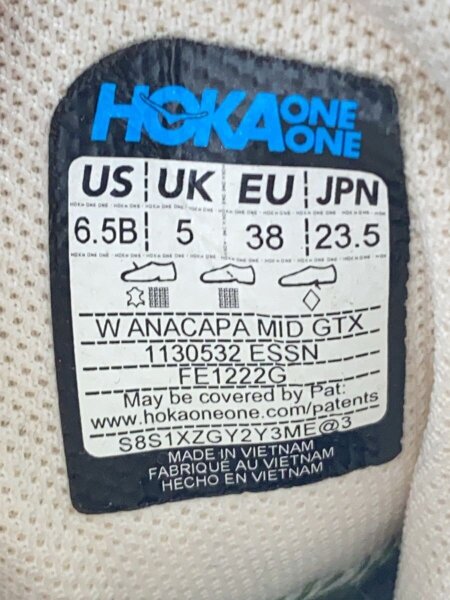 HOKA ONE ONE
US UK EU JPN
6.5B 5 38 23.5
W ANACAPA MID GTX
1130532 ESSN
FE1222G
May be covered by Pat:
www.hokaoneone.com/patents
S8S1XZGY2Y3ME@3
MADE IN VIETNAM
FABRIQUÉ AU VIETNAM
HECHO EN VIETNAM